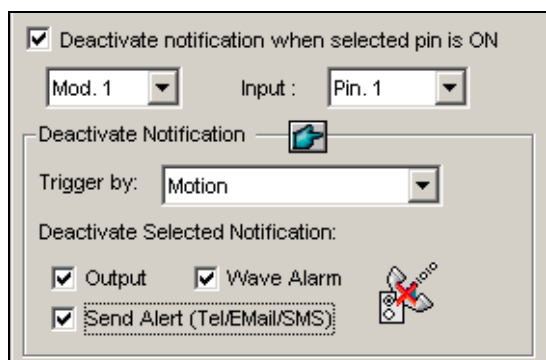 Deactivate notification when selected pin is ON
Mod. 1 Input : Pin. 1
Deactivate Notification
Trigger by: Motion
Deactivate Selected Notification:
Output Wave Alarm
Send Alert (Tel/EMail/SMS)